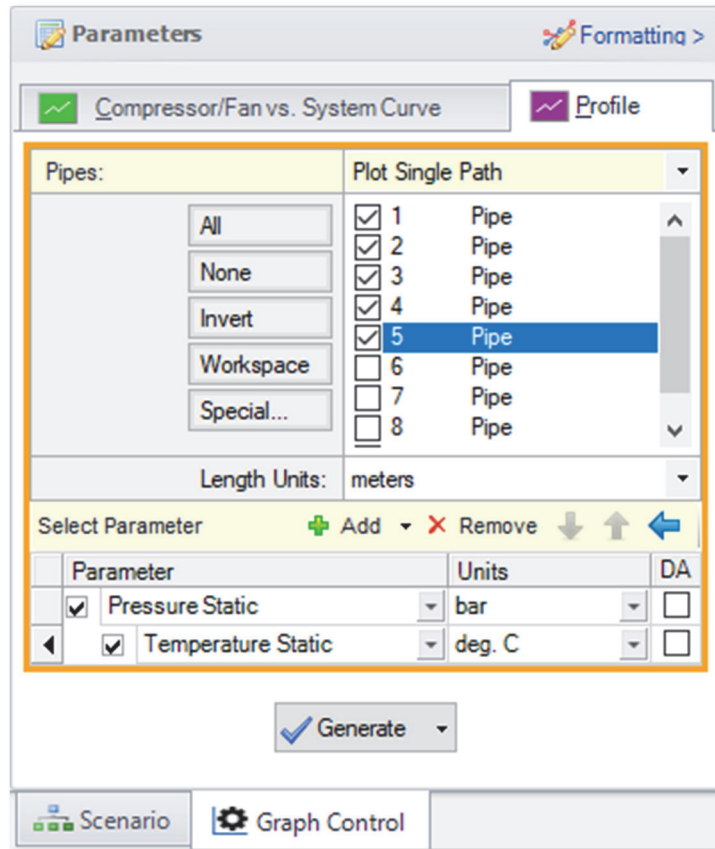 Parameters Formatting >
Compressor/Fan vs. System Curve Profile
Pipes: Plot Single Path
All 1 Pipe
2 Pipe
None 3 Pipe
Invert 4 Pipe
5 Pipe
Workspace 6 Pipe
7 Pipe
Special... 8 Pipe
Length Units: meters
Select Parameter Add Remove
Parameter Units DA
Pressure Static bar
Temperature Static deg. C
Generate
Scenario Graph Control